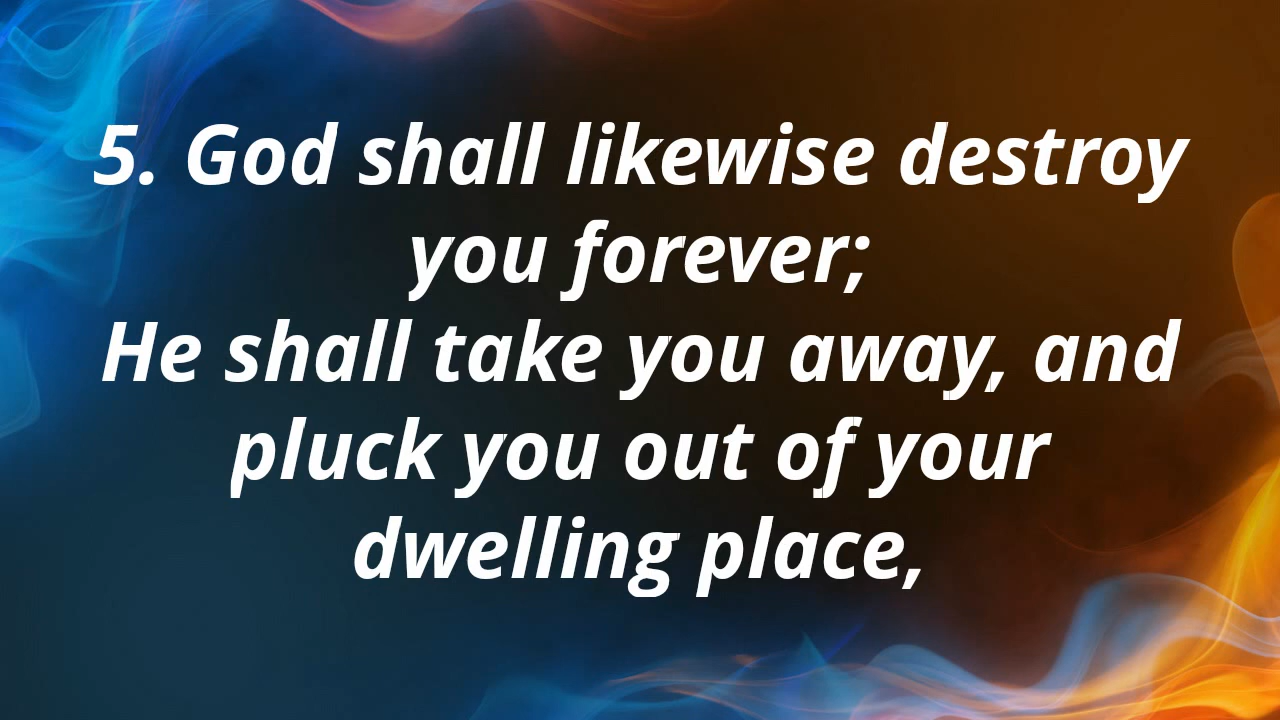 5. God shall likewise destroy
you forever;
He shall take you away, and
pluck you out of your
dwelling place,